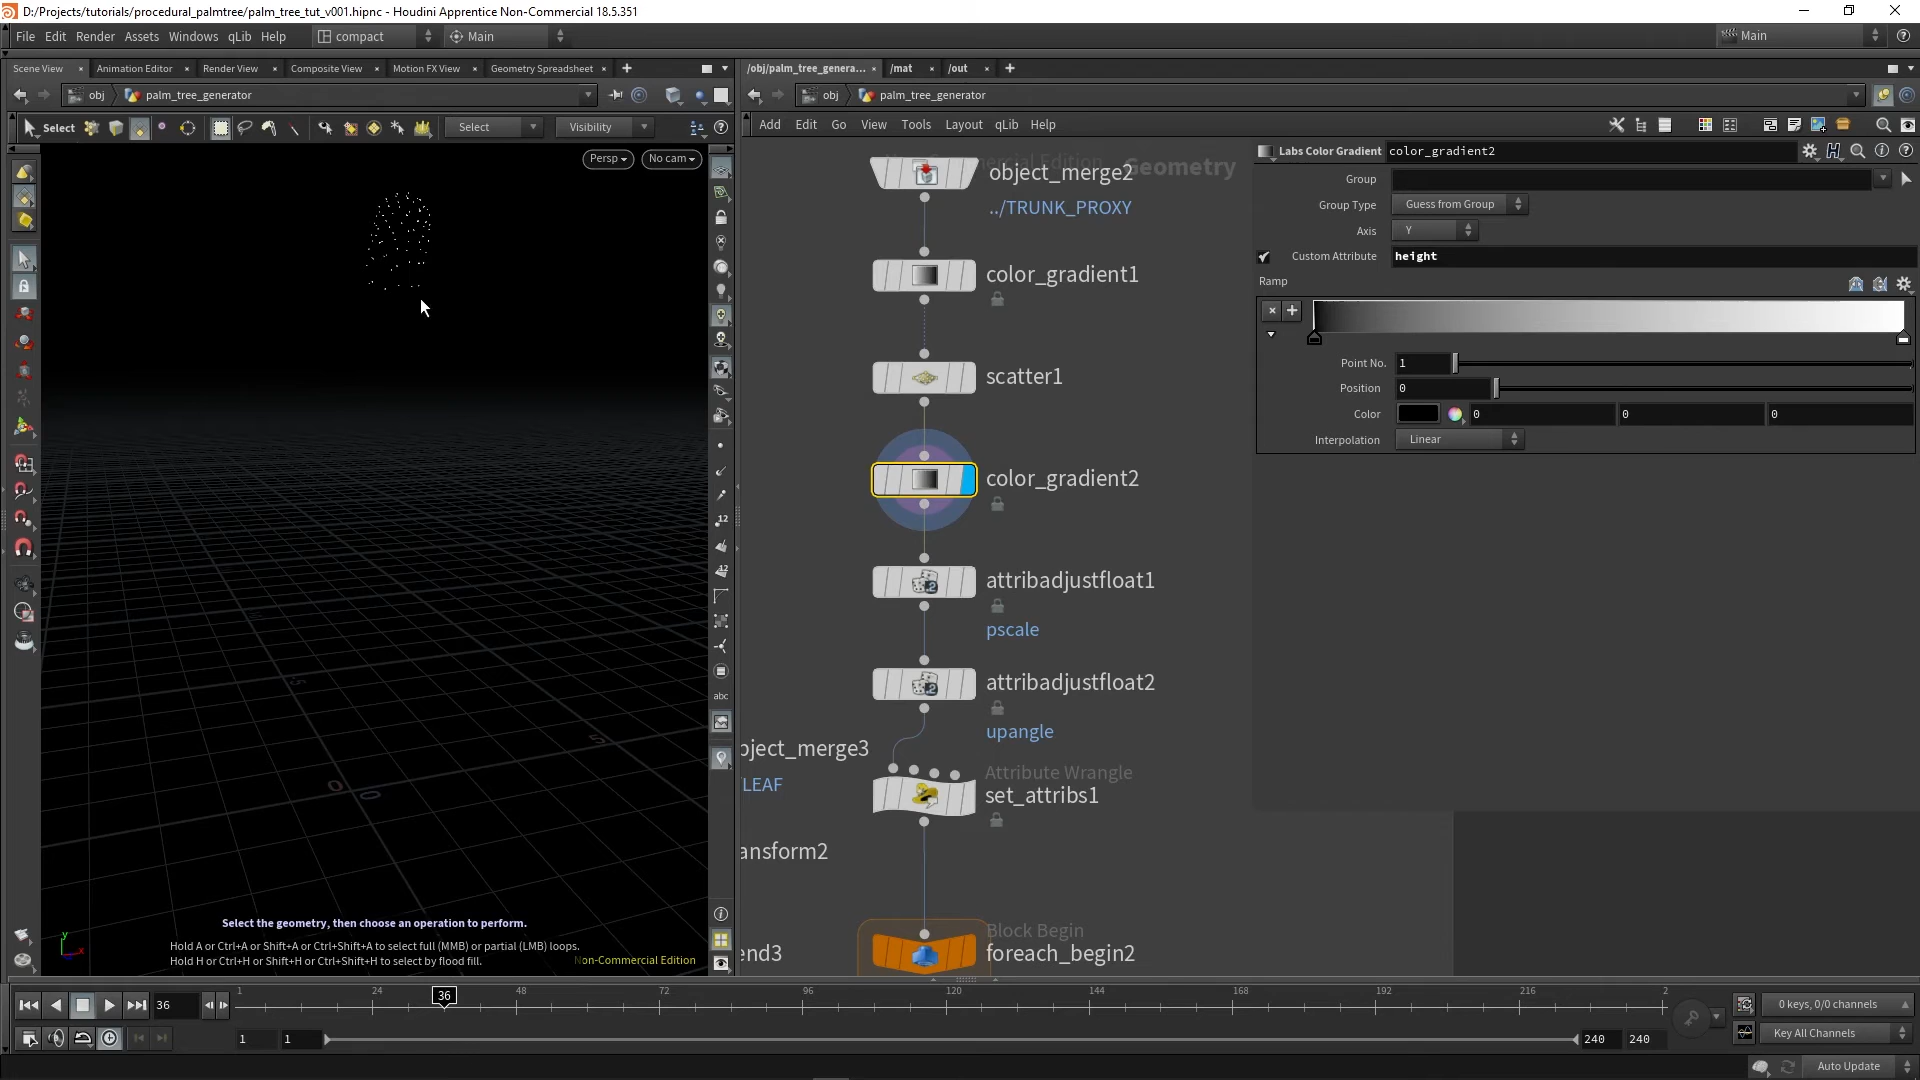 D:/Projects/tutorials/procedural_palmtree/palm_tree_tut_v001.hipnc - Houdini Apprentice Non-Commercial 18.5.351
File Edit Render Assets Windows qLib Help compact Main Main
Scene View Animation Editor Render View Composite View Motion FX View Geometry Spreadsheet
/obj/palm_tree_genera... /mat /out
obj palm_tree_generator
obj palm_tree_generator
Select Select Visibility
Add Edit Go View Tools Layout qLib Help
Persp No cam
Geometry
object_merge2
../TRUNK_PROXY
color_gradient1
scatter1
color_gradient2
attribadjustfloat1
pscale
attribadjustfloat2
upangle
bject_merge3
/LEAF
Attribute Wrangle
set_attribs1
ansform2
Block Begin
end3
foreach_begin2
Labs Color Gradient color_gradient2
Group
Group Type Guess from Group
Axis Y
Custom Attribute height
Ramp
Point No. 1
Position 0
Color 0 0 0
Interpolation Linear
12
12
abc
Select the geometry, then choose an operation to perform.
Hold A or Ctrl+A or Shift+A or Ctrl+Shift+A to select full (MMB) or partial (LMB) loops.
Hold H or Ctrl+H or Shift+H or Ctrl+Shift+H to select by flood fill.
Non-Commercial Edition
36 1 24 36 48 72 96 120 144 168 192 216 2
0 keys, 0/0 channels
1 1 240 240 Key All Channels
Auto Update